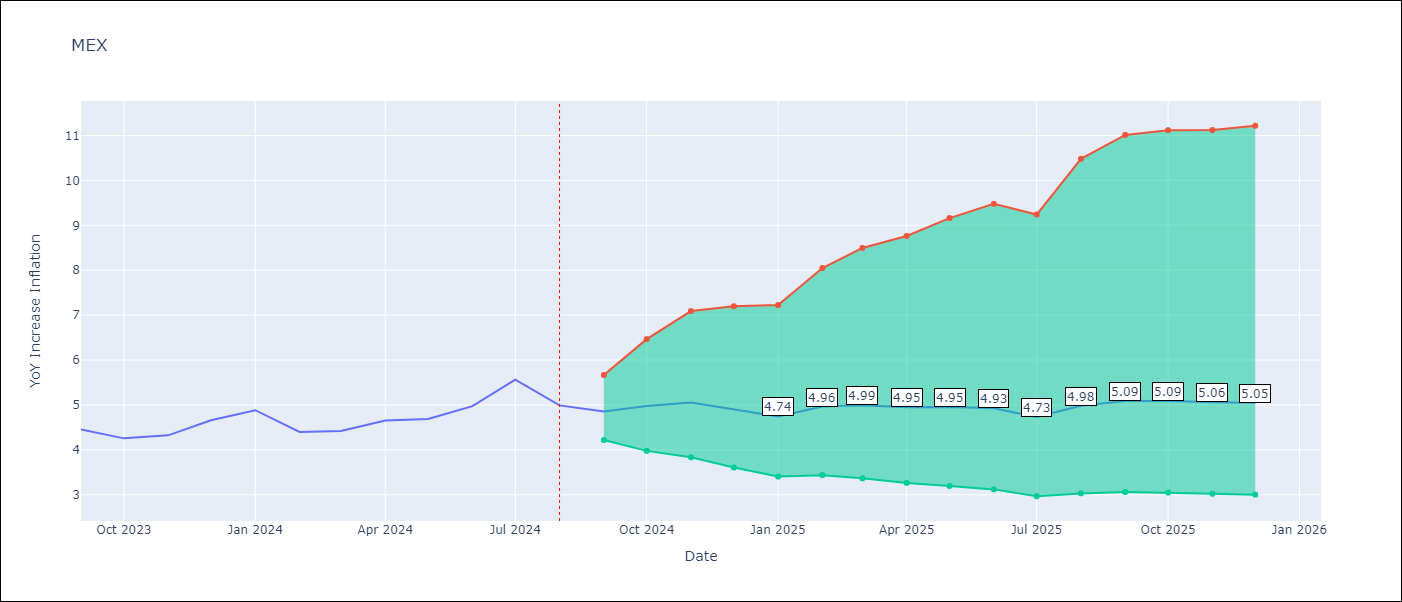 MEX
YoY Increase Inflation
11
10
9
8
7
6
5
4
3
4.74
4.96
4.99
4.95
4.95
4.93
4.73
4.98
5.09
5.09
5.06
5.05
Oct 2023
Jan 2024
Apr 2024
Jul 2024
Oct 2024
Jan 2025
Apr 2025
Jul 2025
Oct 2025
Jan 2026
Date